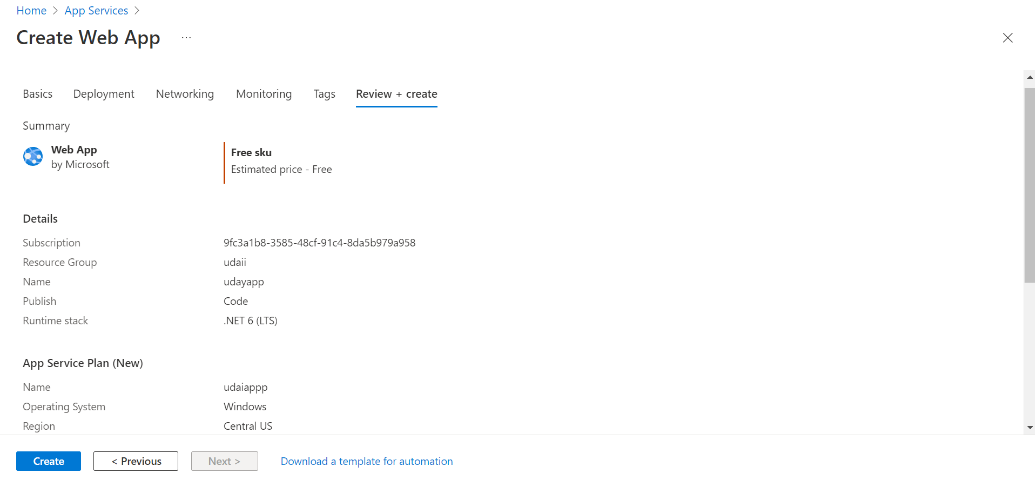 Home > App Services >
Create Web App ...
Basics Deployment Networking Monitoring Tags Review + create
Summary
Web App
by Microsoft
Free sku
Estimated price - Free
Details
Subscription 9fc3a1b8-3585-48cf-91c4-8da5b979a958
Resource Group udaii
Name udayapp
Publish Code
Runtime stack .NET 6 (LTS)
App Service Plan (New)
Name udaiappp
Operating System Windows
Region Central US
Create < Previous Next > Download a template for automation